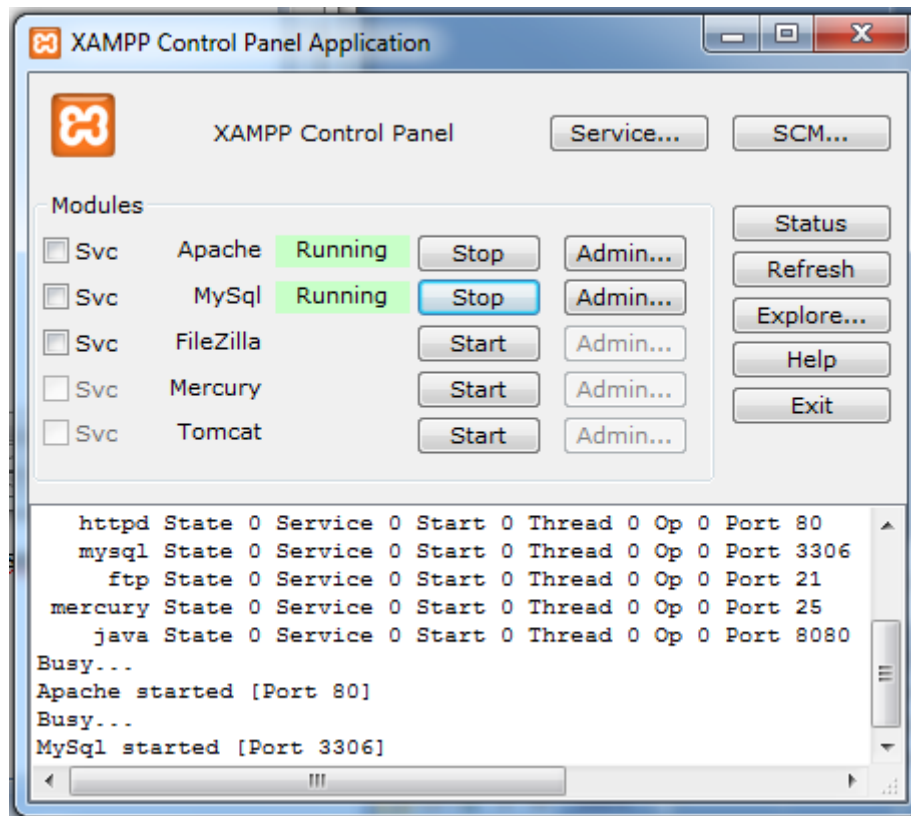 XAMPP Control Panel Application
XAMPP Control Panel Service... SCM...
Modules
Svc Apache Running Stop Admin...
Svc MySql Running Stop Admin...
Svc FileZilla Start Admin...
Svc Mercury Start Admin...
Svc Tomcat Start Admin...
Status
Refresh
Explore...
Help
Exit
httpd State 0 Service 0 Start 0 Thread 0 Op 0 Port 80
mysql State 0 Service 0 Start 0 Thread 0 Op 0 Port 3306
ftp State 0 Service 0 Start 0 Thread 0 Op 0 Port 21
mercury State 0 Service 0 Start 0 Thread 0 Op 0 Port 25
java State 0 Service 0 Start 0 Thread 0 Op 0 Port 8080
Busy...
Apache started [Port 80]
Busy...
MySql started [Port 3306]